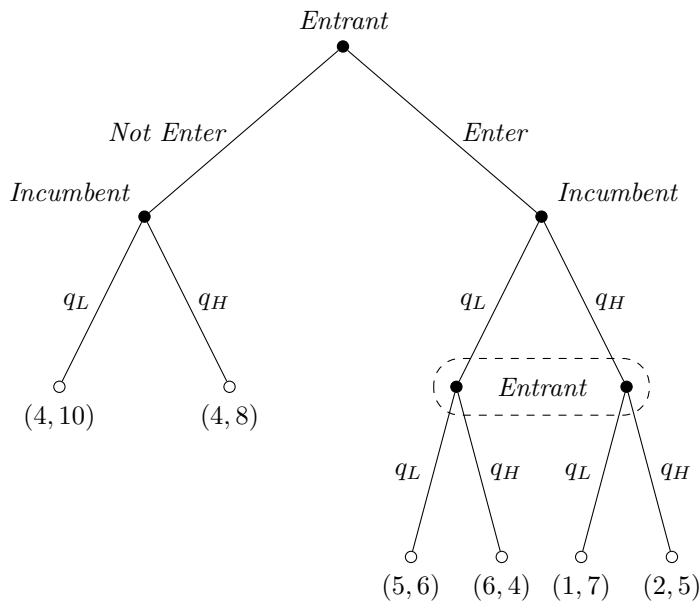 Entrant
Not Enter
Enter
Incumbent
Incumbent
q_L
q_H
q_L
q_H
Entrant
(4, 10)
(4, 8)
q_L
q_H
q_L
q_H
(5, 6)
(6, 4)
(1, 7)
(2, 5)